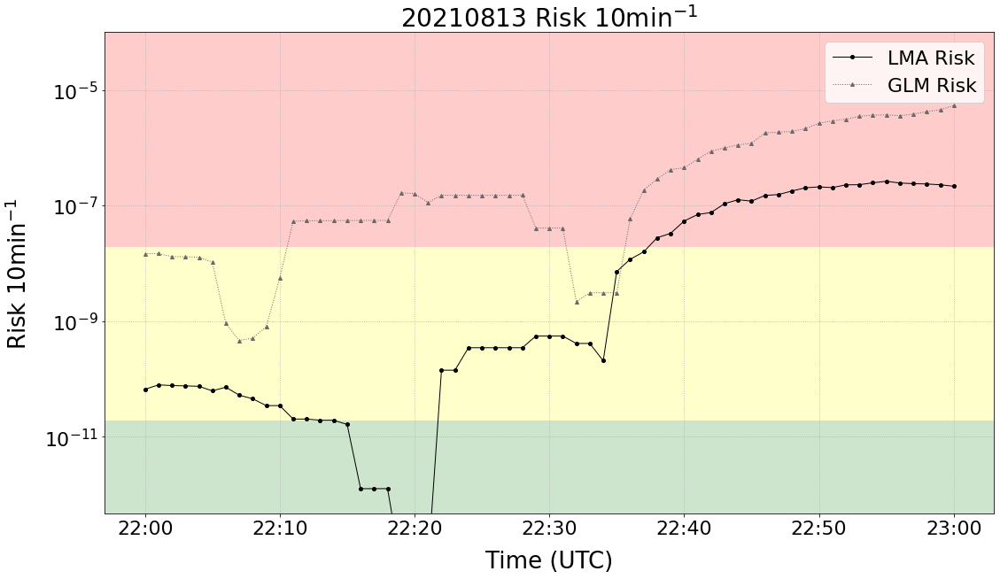 20210813 Risk 10min⁻¹
LMA Risk
GLM Risk
Risk 10min⁻¹
10⁻⁵
10⁻⁷
10⁻⁹
10⁻¹¹
22:00 22:10 22:20 22:30 22:40 22:50 23:00
Time (UTC)